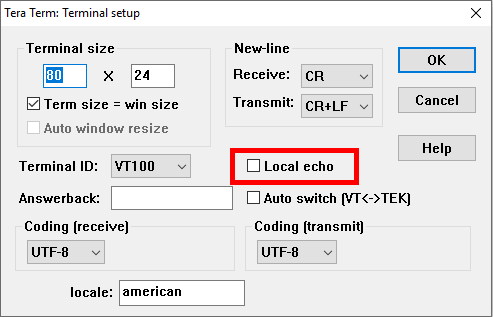 Tera Term: Terminal setup
Terminal size
80 X 24
Term size = win size
Auto window resize
New-line
Receive: CR
Transmit: CR+LF
OK
Cancel
Help
Terminal ID: VT100
Local echo
Answerback:
Auto switch (VT<->TEK)
Coding (receive)
UTF-8
Coding (transmit)
UTF-8
locale: american